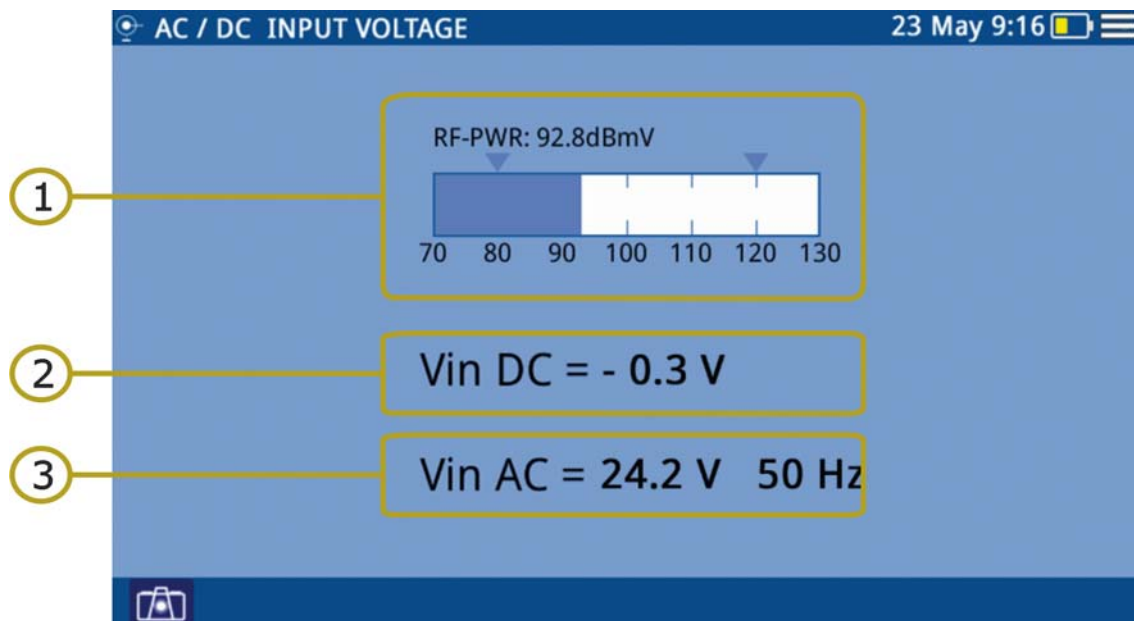 AC / DC INPUT VOLTAGE 23 May 9:16
RF-PWR: 92.8dBmV
1
70 80 90 100 110 120 130
2 Vin DC = - 0.3 V
3 Vin AC = 24.2 V 50 Hz